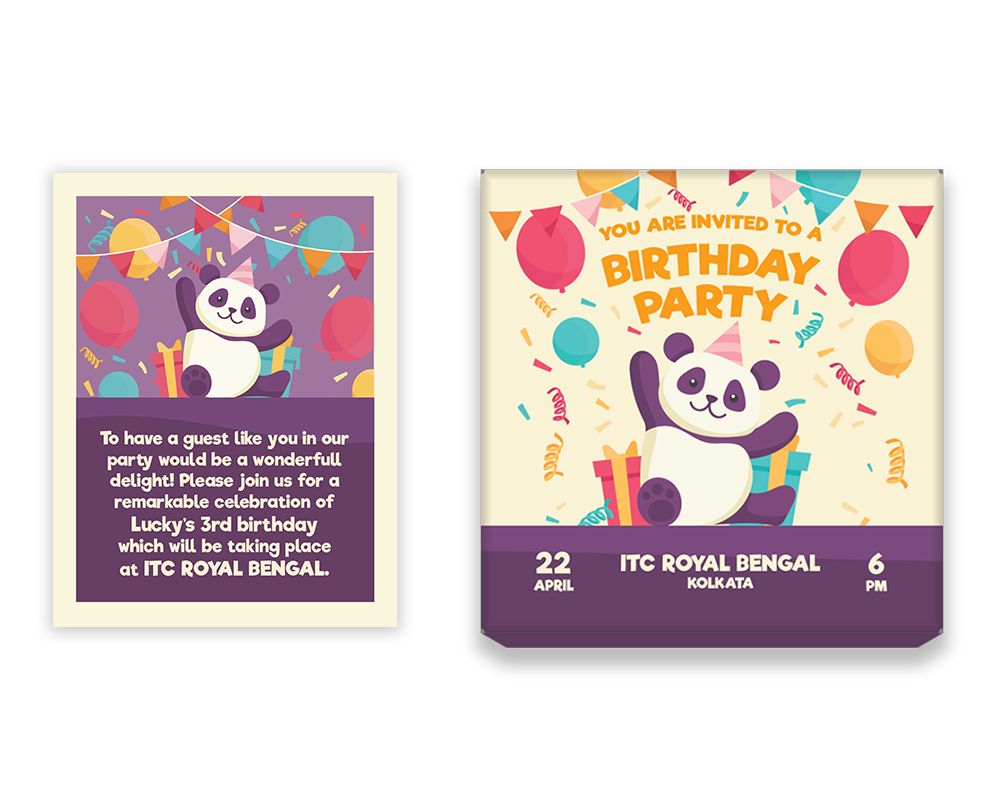 To have a guest like you in our
party would be a wonderfull
delight! Please join us for a
remarkable celebration of
Lucky's 3rd birthday
which will be taking place
at ITC ROYAL BENGAL.
YOU ARE INVITED TO A
BIRTHDAY
PARTY
22
APRIL
ITC ROYAL BENGAL
KOLKATA
6
PM